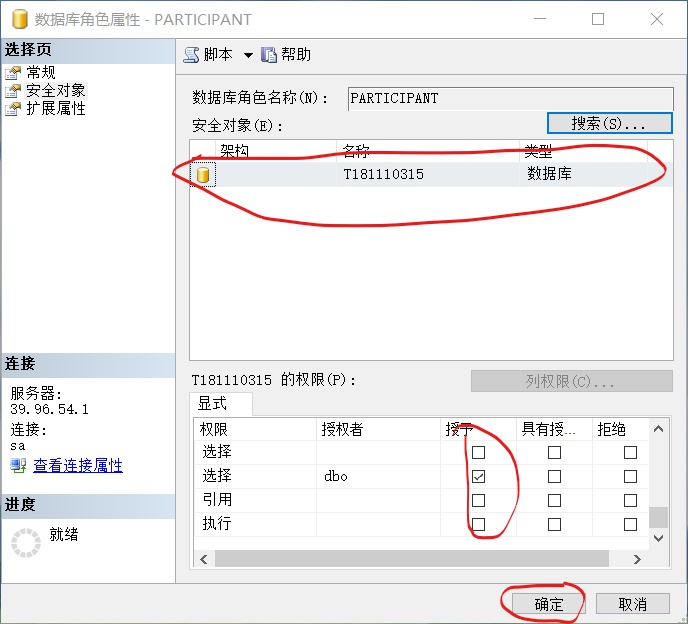 数据库角色属性 - PARTICIPANT
选择页
常规
安全对象
扩展属性
脚本 帮助
数据库角色名称(N): PARTICIPANT
安全对象(E): 搜索(S)...
架构 名称 类型
T181110315 数据库
连接
服务器:
39.96.54.1
连接:
sa
查看连接属性
进度
就绪
T181110315 的权限(P): 列权限(C)...
显式
权限 授权者 授予 具有授... 拒绝
选择
选择 dbo
引用
执行
确定 取消